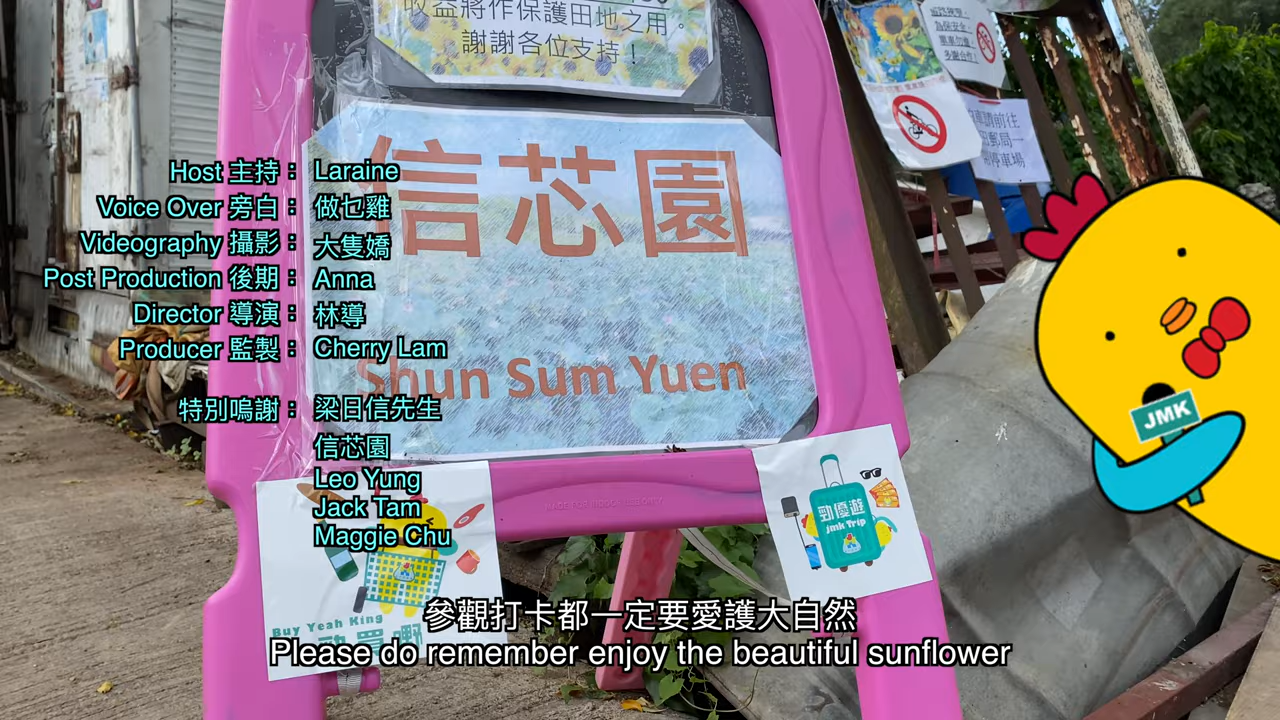 收益將作保護田地之用。
謝謝各位支持！
信芯園
Shun Sum Yuen
Host 主持： Laraine
Voice Over 旁白： 做乜雞
Videography 攝影： 大隻嬌
Post Production 後期： Anna
Director 導演： 林導
Producer 監製： Cherry Lam
特別嗚謝： 梁日信先生
信芯園
Leo Yung
Jack Tam
Maggie Chu
JMK
勁優遊
jmk Trip
Buy Yeah King
參觀打卡都一定要愛護大自然
Please do remember enjoy the beautiful sunflower